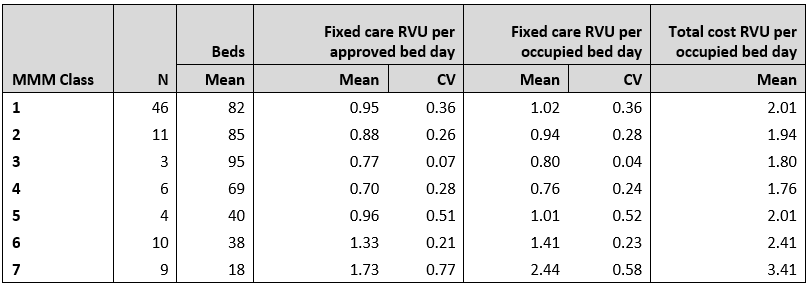 Beds Fixed care RVU per approved bed day Fixed care RVU per occupied bed day Total cost RVU per occupied bed day
MMM Class N Mean Mean CV Mean CV Mean
1 46 82 0.95 0.36 1.02 0.36 2.01
2 11 85 0.88 0.26 0.94 0.28 1.94
3 3 95 0.77 0.07 0.80 0.04 1.80
4 6 69 0.70 0.28 0.76 0.24 1.76
5 4 40 0.96 0.51 1.01 0.52 2.01
6 10 38 1.33 0.21 1.41 0.23 2.41
7 9 18 1.73 0.77 2.44 0.58 3.41